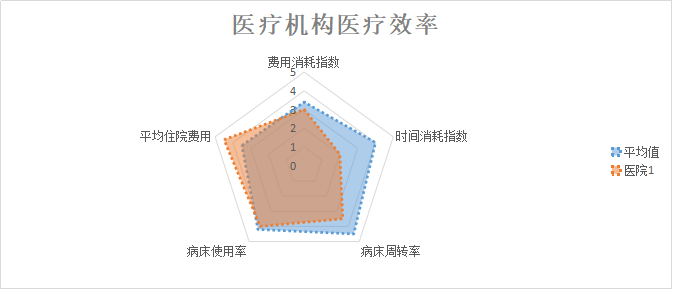 医疗机构医疗效率
费用消耗指数
5
4
3
2
1
0
平均住院费用
时间消耗指数
病床使用率
病床周转率
平均值
医院1